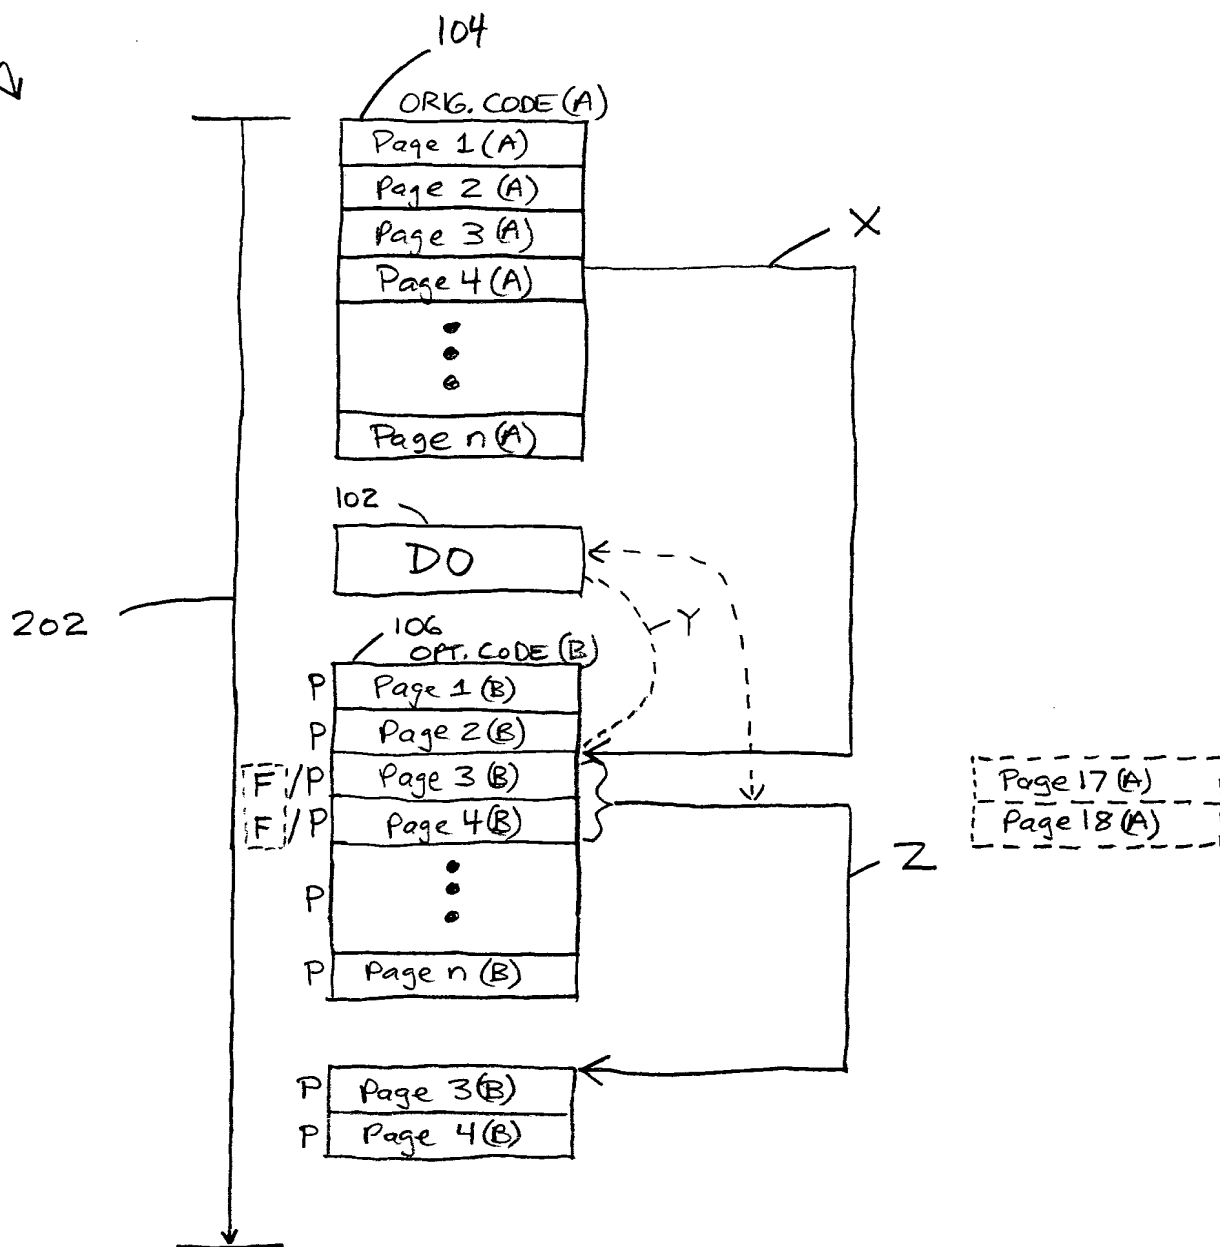 104
ORIG. CODE (A)
Page 1 (A)
Page 2 (A)
Page 3 (A)
X
Page 4 (A)
Page n (A)
102
DO
202
Y
106
OPT. CODE (B)
P Page 1 (B)
P Page 2 (B)
F/P Page 3 (B)
Page 17 (A)
F/P Page 4 (B)
Page 18 (A)
Z
P
P Page n (B)
P Page 3 (B)
P Page 4 (B)